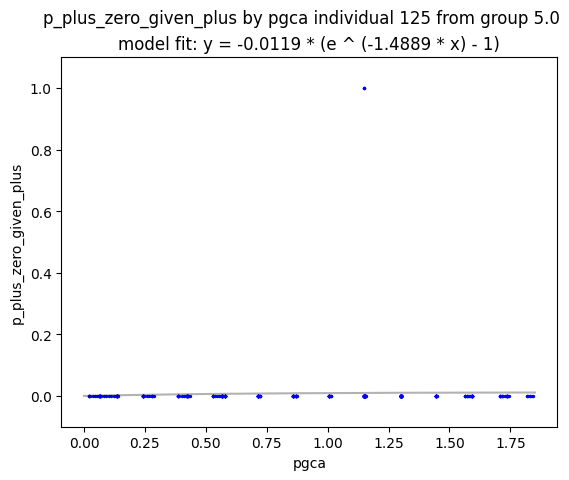 p_plus_zero_given_plus by pgca individual 125 from group 5.0
model fit: y = -0.0119 * (e ^ (-1.4889 * x) - 1)
1.0
0.8
0.6
0.4
0.2
0.0
p_plus_zero_given_plus
0.00 0.25 0.50 0.75 1.00 1.25 1.50 1.75
pgca